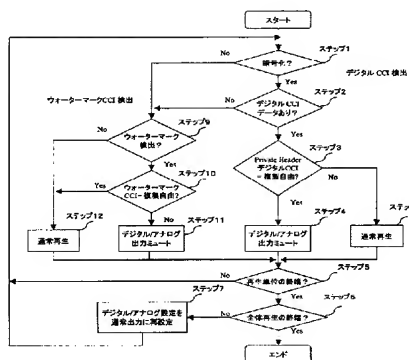 スタート
ステップ1
暗号化?
No
Yes
デジタル CCI 検出
ウォーターマークCCI 検出
ステップ2
デジタル CCI
データあり?
No
Yes
ステップ9
ウォーターマーク
検出?
No
Yes
ステップ3
Private Header
デジタルCCI
= 複製自由?
No
Yes
ステップ10
ウォーター
マーク
CCI= 複製自由?
Yes
No
ステップ12
通常再生
ステップ11
デジタル/アナログ
出力ミュート
ステップ4
デジタル/アナログ
出力ミュート
ステップ
通常再生
ステップ5
再生単位の終端?
No
Yes
ステップ7
デジタル/アナログ設定を
通常出力に再設定
ステップ6
全体再生の終端?
No
Yes
エンド